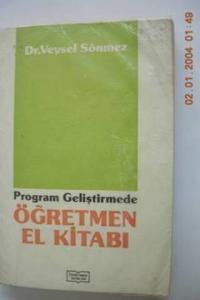 Dr.Veysel Sönmez
Program Geliştirmede
ÖĞRETMEN
EL KİTABI
02.01.2004 01:49